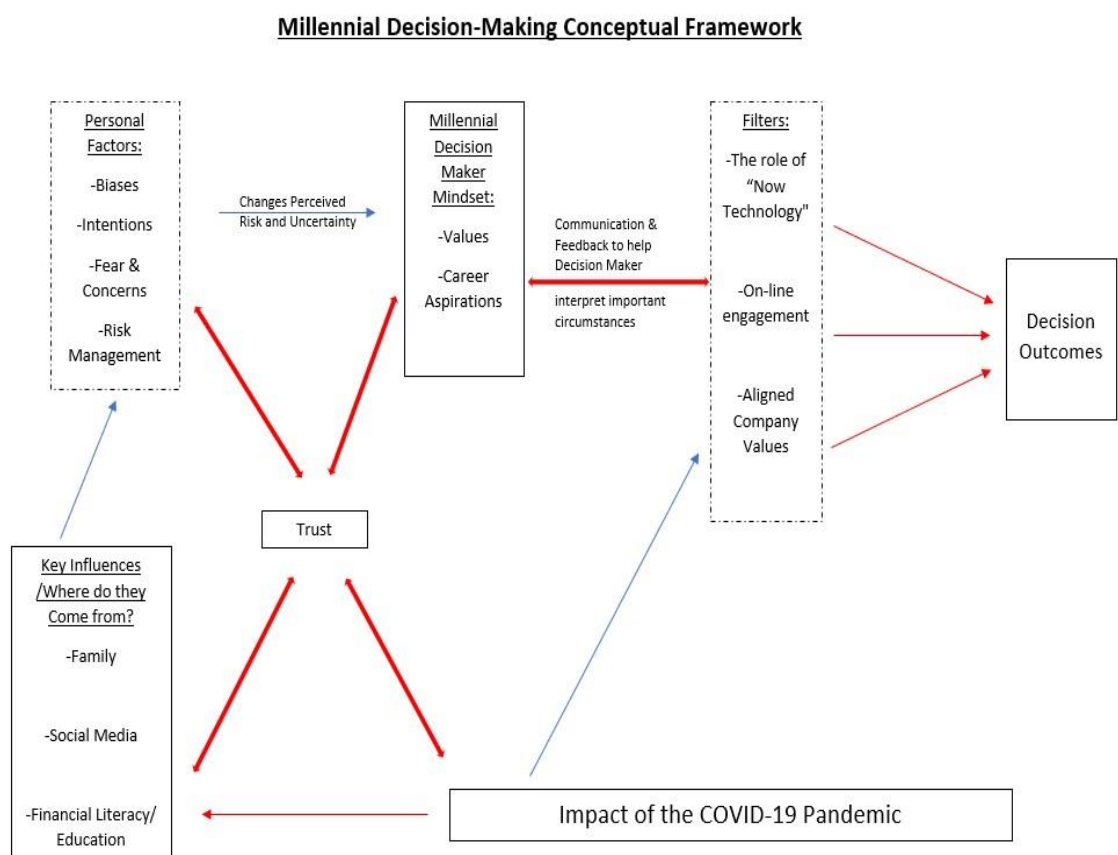 Millennial Decision-Making Conceptual Framework
Personal
Factors:
-Biases
-Intentions
-Fear &
Concerns
-Risk
Management
Changes Perceived
Risk and Uncertainty
Millennial
Decision
Maker
Mindset:
-Values
-Career
Aspirations
Communication &
Feedback to help
Decision Maker
interpret important
circumstances
Filters:
-The role of
“Now
Technology"
-On-line
engagement
-Aligned
Company
Values
Decision
Outcomes
Trust
Key Influences
/Where do they
Come from?
-Family
-Social Media
-Financial Literacy/
Education
Impact of the COVID-19 Pandemic